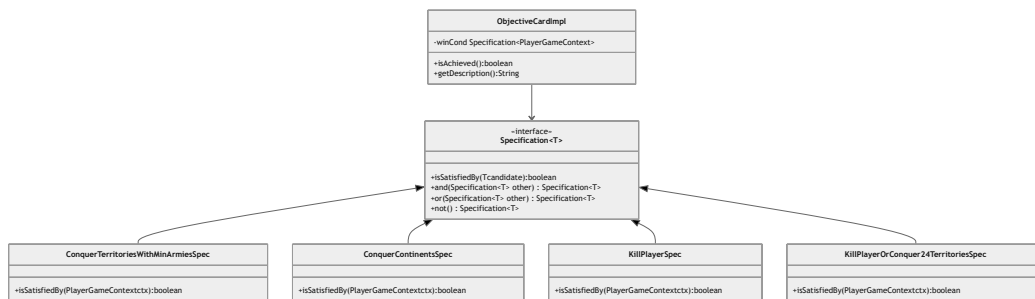 ObjectiveCardImpl
-winCond Specification<PlayerGameContext>
+isAchieved():boolean
+getDescription():String
«interface»
Specification<T>
+isSatisfiedBy(Tcandidate):boolean
+and(Specification<T> other) : Specification<T>
+or(Specification<T> other) : Specification<T>
+not() : Specification<T>
ConquerTerritoriesWithMinArmiesSpec
+isSatisfiedBy(PlayerGameContextctx):boolean
ConquerContinentsSpec
+isSatisfiedBy(PlayerGameContextctx):boolean
KillPlayerSpec
+isSatisfiedBy(PlayerGameContextctx):boolean
KillPlayerOrConquer24TerritoriesSpec
+isSatisfiedBy(PlayerGameContextctx):boolean